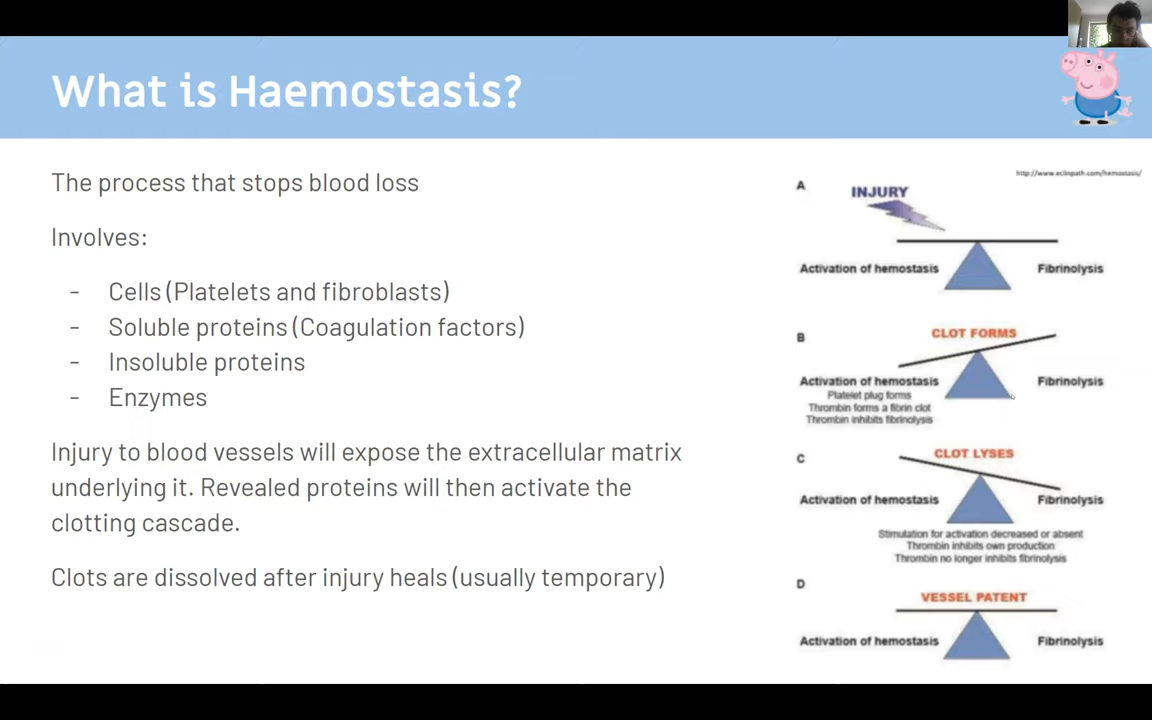 What is Haemostasis?
The process that stops blood loss
Involves:
- Cells (Platelets and fibroblasts)
- Soluble proteins (Coagulation factors)
- Insoluble proteins
- Enzymes
Injury to blood vessels will expose the extracellular matrix
underlying it. Revealed proteins will then activate the
clotting cascade.
Clots are dissolved after injury heals (usually temporary)
http://www.eclinpath.com/hemostasis/
A
INJURY
Activation of hemostasis
Fibrinolysis
B
CLOT FORMS
Activation of hemostasis
Fibrinolysis
Platelet plug forms
Thrombin forms a fibrin clot
Thrombin inhibits fibrinolysis
C
CLOT LYSES
Activation of hemostasis
Fibrinolysis
Stimulation for activation decreased or absent
Thrombin inhibits own production
Thrombin no longer inhibits fibrinolysis
D
VESSEL PATENT
Activation of hemostasis
Fibrinolysis